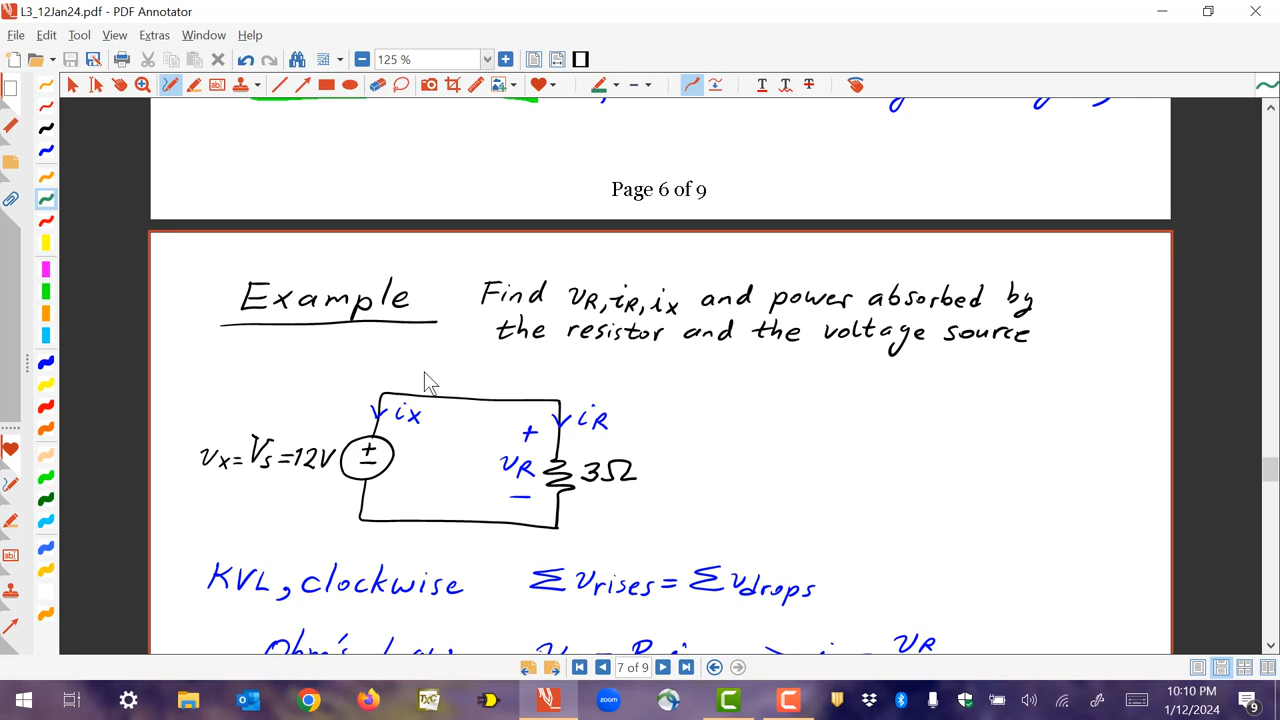 L3_12Jan24.pdf - PDF Annotator
File Edit Tool View Extras Window Help
125 %
Page 6 of 9
Example Find vR, iR, ix and power absorbed by
the resistor and the voltage source
ix
iR
+
vx = Vs = 12V
+
−
vR
3Ω
−
KVL, clockwise Σ vrises = Σ vdrops
7 of 9
zoom
10:10 PM
1/12/2024
9